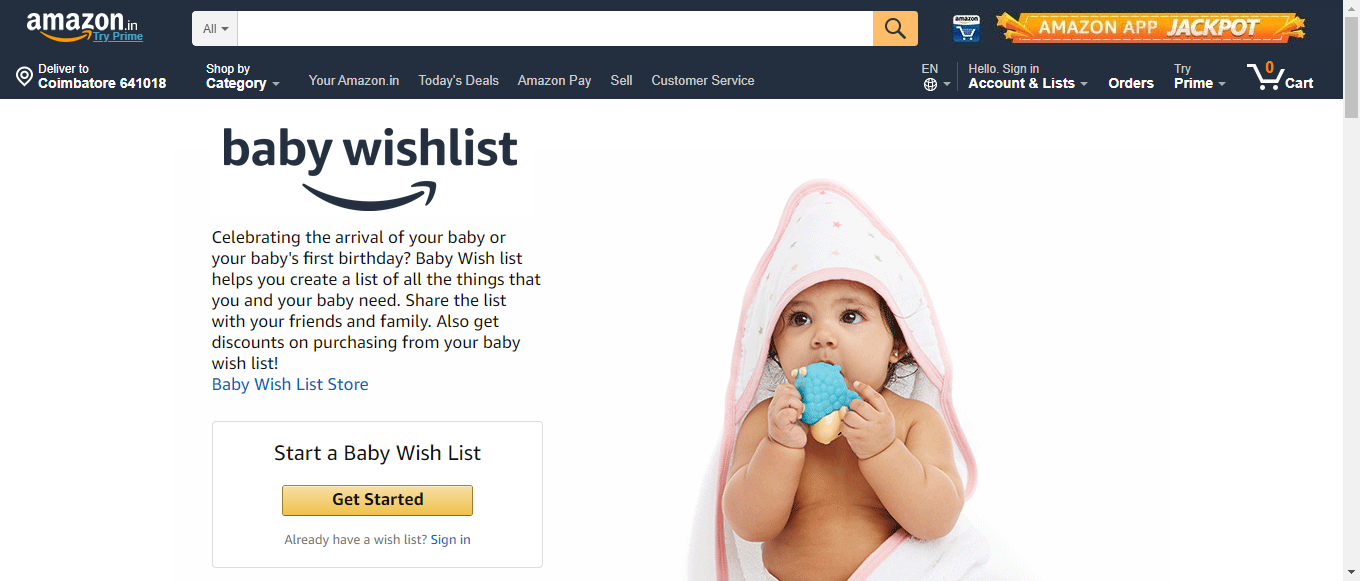 amazon.in
Try Prime
All
amazon
AMAZON APP JACKPOT
Deliver to
Coimbatore 641018
Shop by
Category
Your Amazon.in
Today's Deals
Amazon Pay
Sell
Customer Service
EN
Hello. Sign in
Account & Lists
Orders
Try
Prime
0
Cart
baby wishlist
Celebrating the arrival of your baby or
your baby's first birthday? Baby Wish list
helps you create a list of all the things that
you and your baby need. Share the list
with your friends and family. Also get
discounts on purchasing from your baby
wish list!
Baby Wish List Store
Start a Baby Wish List
Get Started
Already have a wish list? Sign in